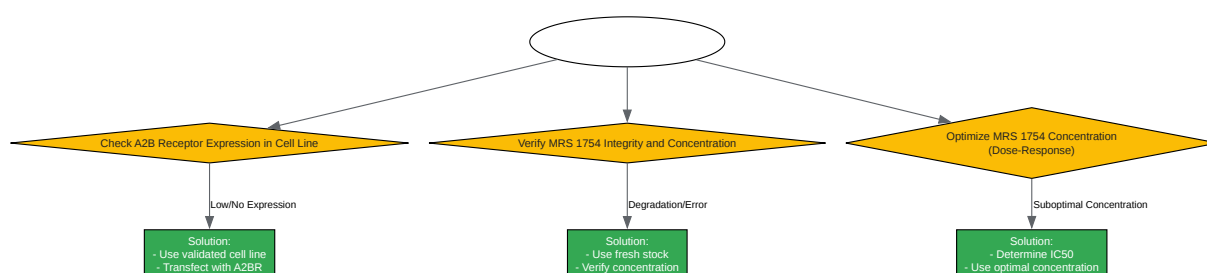 Check A2B Receptor Expression in Cell Line
Verify MRS 1754 Integrity and Concentration
Optimize MRS 1754 Concentration
(Dose-Response)
Low/No Expression
Degradation/Error
Suboptimal Concentration
Solution:
- Use validated cell line
- Transfect with A2BR
Solution:
- Use fresh stock
- Verify concentration
Solution:
- Determine IC50
- Use optimal concentration